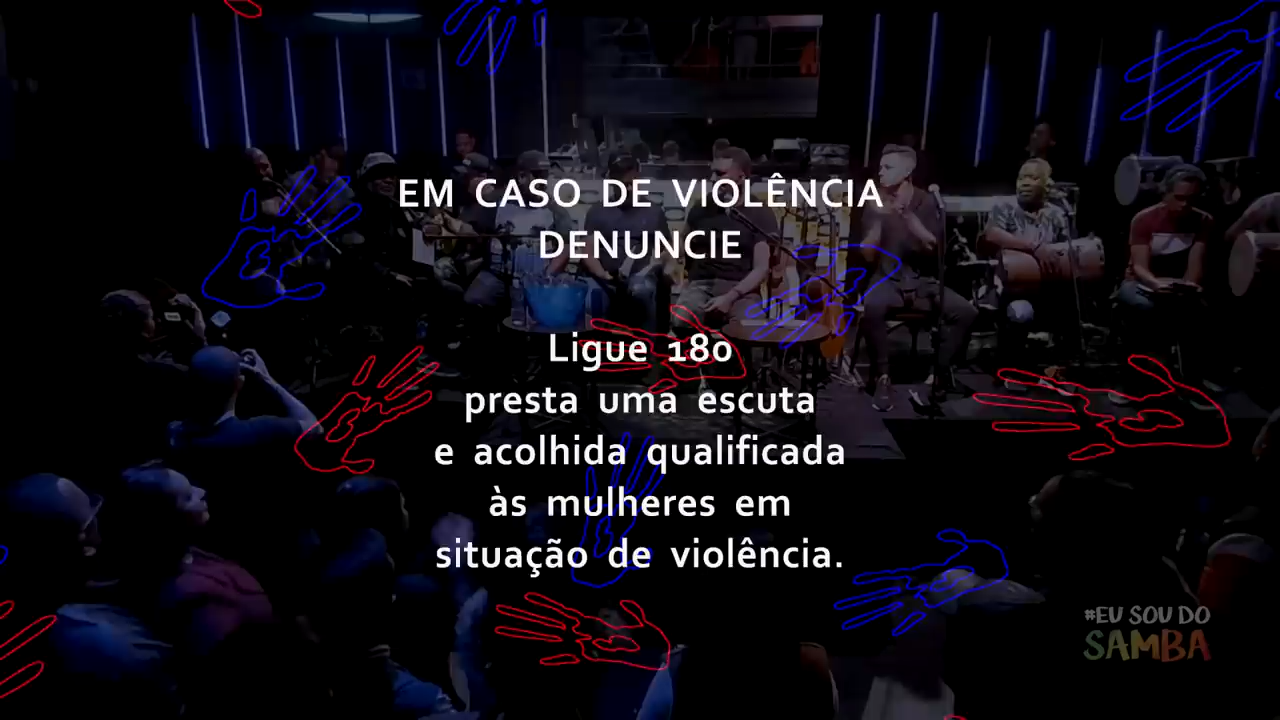 EM CASO DE VIOLÊNCIA
DENUNCIE
Ligue 180
presta uma escuta
e acolhida qualificada
às mulheres em
situação de violência.
#EU SOU DO
SAMBA